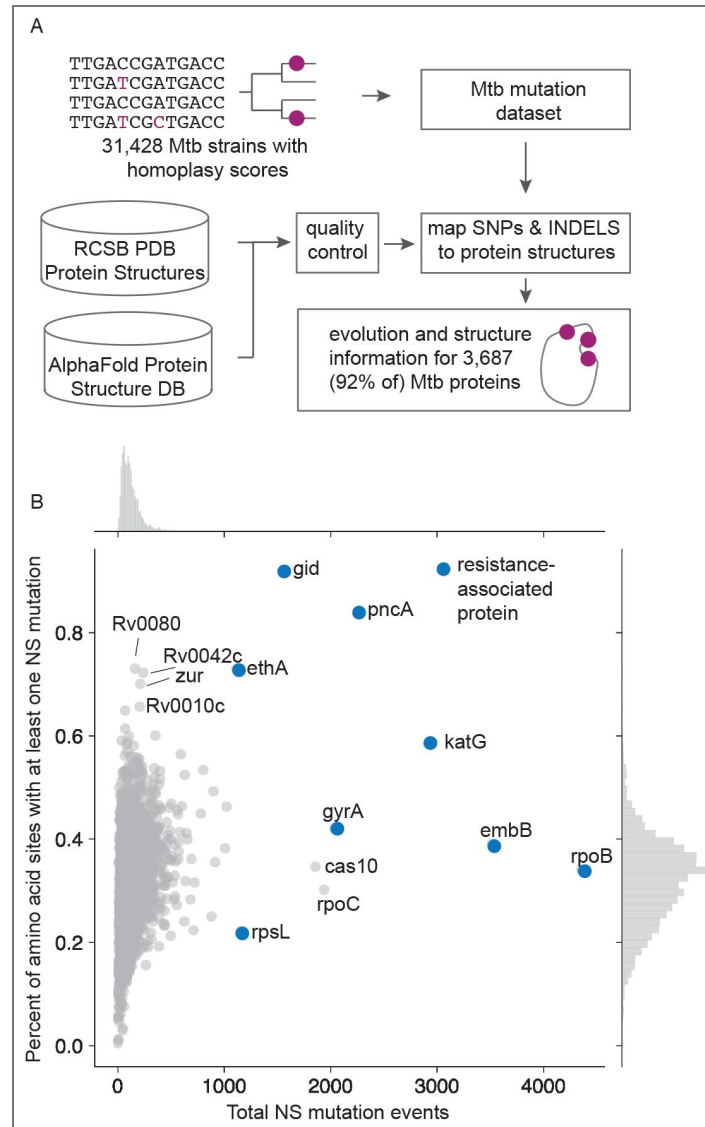 A
TTGACCGATGACC
TTGATCGATGACC
TTGACCGATGACC
TTGATCGCTGACC
31,428 Mtb strains with
homoplasy scores
Mtb mutation
dataset
RCSB PDB
Protein Structures
quality
control
map SNPs & INDELS
to protein structures
AlphaFold Protein
Structure DB
evolution and structure
information for 3,687
(92% of) Mtb proteins
B
Percent of amino acid sites with at least one NS mutation
0.8
0.6
0.4
0.2
0.0
gid
resistance-
associated
protein
pncA
Rv0080
Rv0042c
zur
ethA
Rv0010c
katG
gyrA
embB
cas10
rpoB
rpoC
rpsL
0
1000
2000
3000
4000
Total NS mutation events